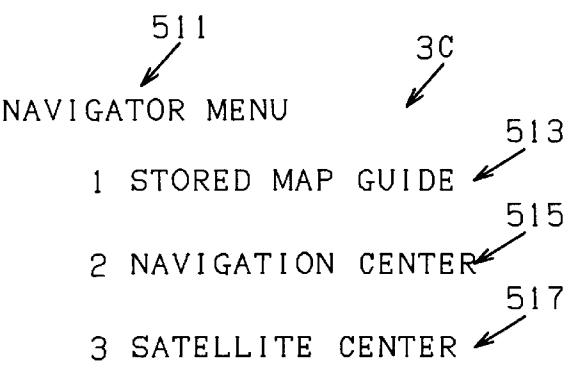 511
3C
NAVIGATOR MENU
513
1 STORED MAP GUIDE
515
2 NAVIGATION CENTER
517
3 SATELLITE CENTER